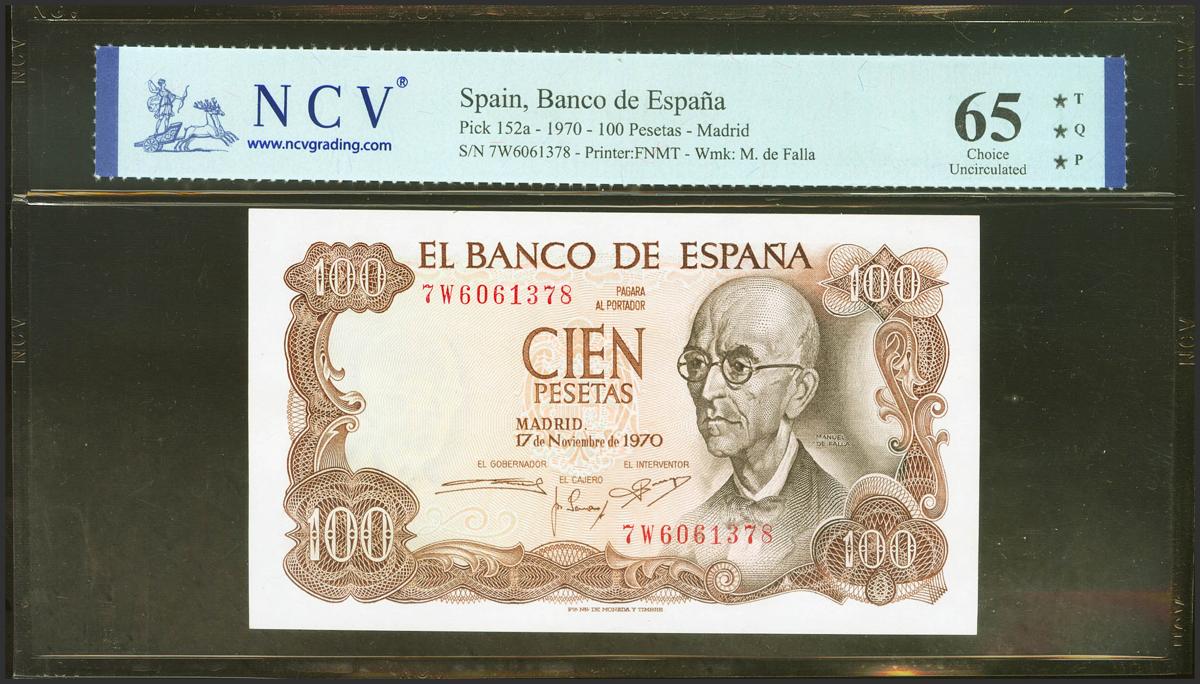 NCV®
www.ncvgrading.com
Spain, Banco de España
Pick 152a - 1970 - 100 Pesetas - Madrid
S/N 7W6061378 - Printer:FNMT - Wmk: M. de Falla
65
Choice
Uncirculated
★ T
★ Q
★ P
100
EL BANCO DE ESPAÑA
100
7W6061378
PAGARA
AL PORTADOR
CIEN
PESETAS
MADRID.
17 de Noviembre de 1970
MANUEL
DE FALLA
EL GOBERNADOR
EL INTERVENTOR
EL CAJERO
7W6061378
100
100
NCV
NCV